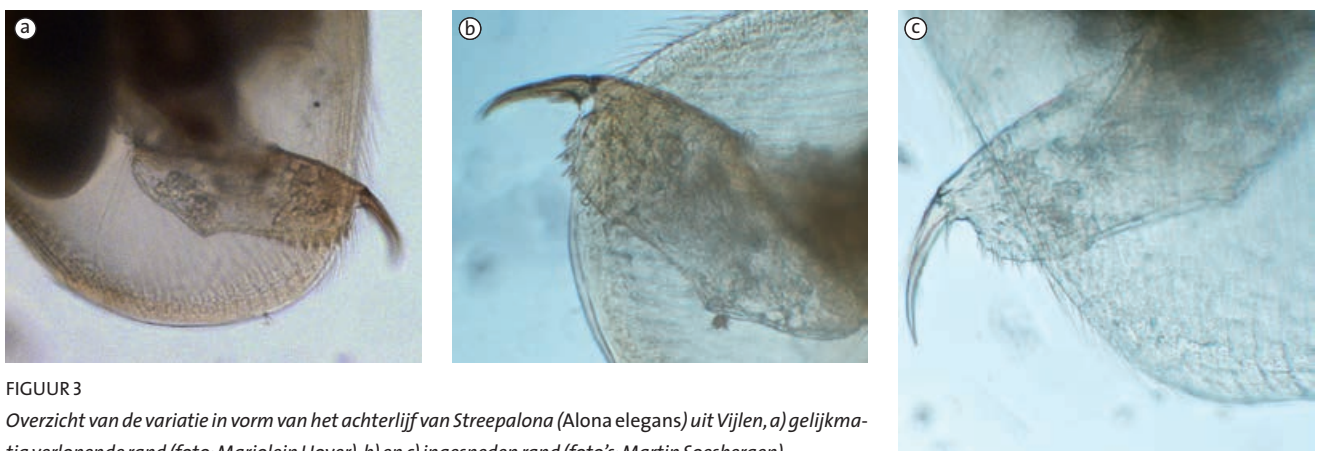 a
b
c
FIGUUR 3
Overzicht van de variatie in vorm van het achterlijf van Streepalona (Alona elegans) uit Vijlen, a) gelijkma-
tig verlopende rand (foto Marjolein Hoyer), b) en c) ingesneden rand (foto's Martin Soesbergen)